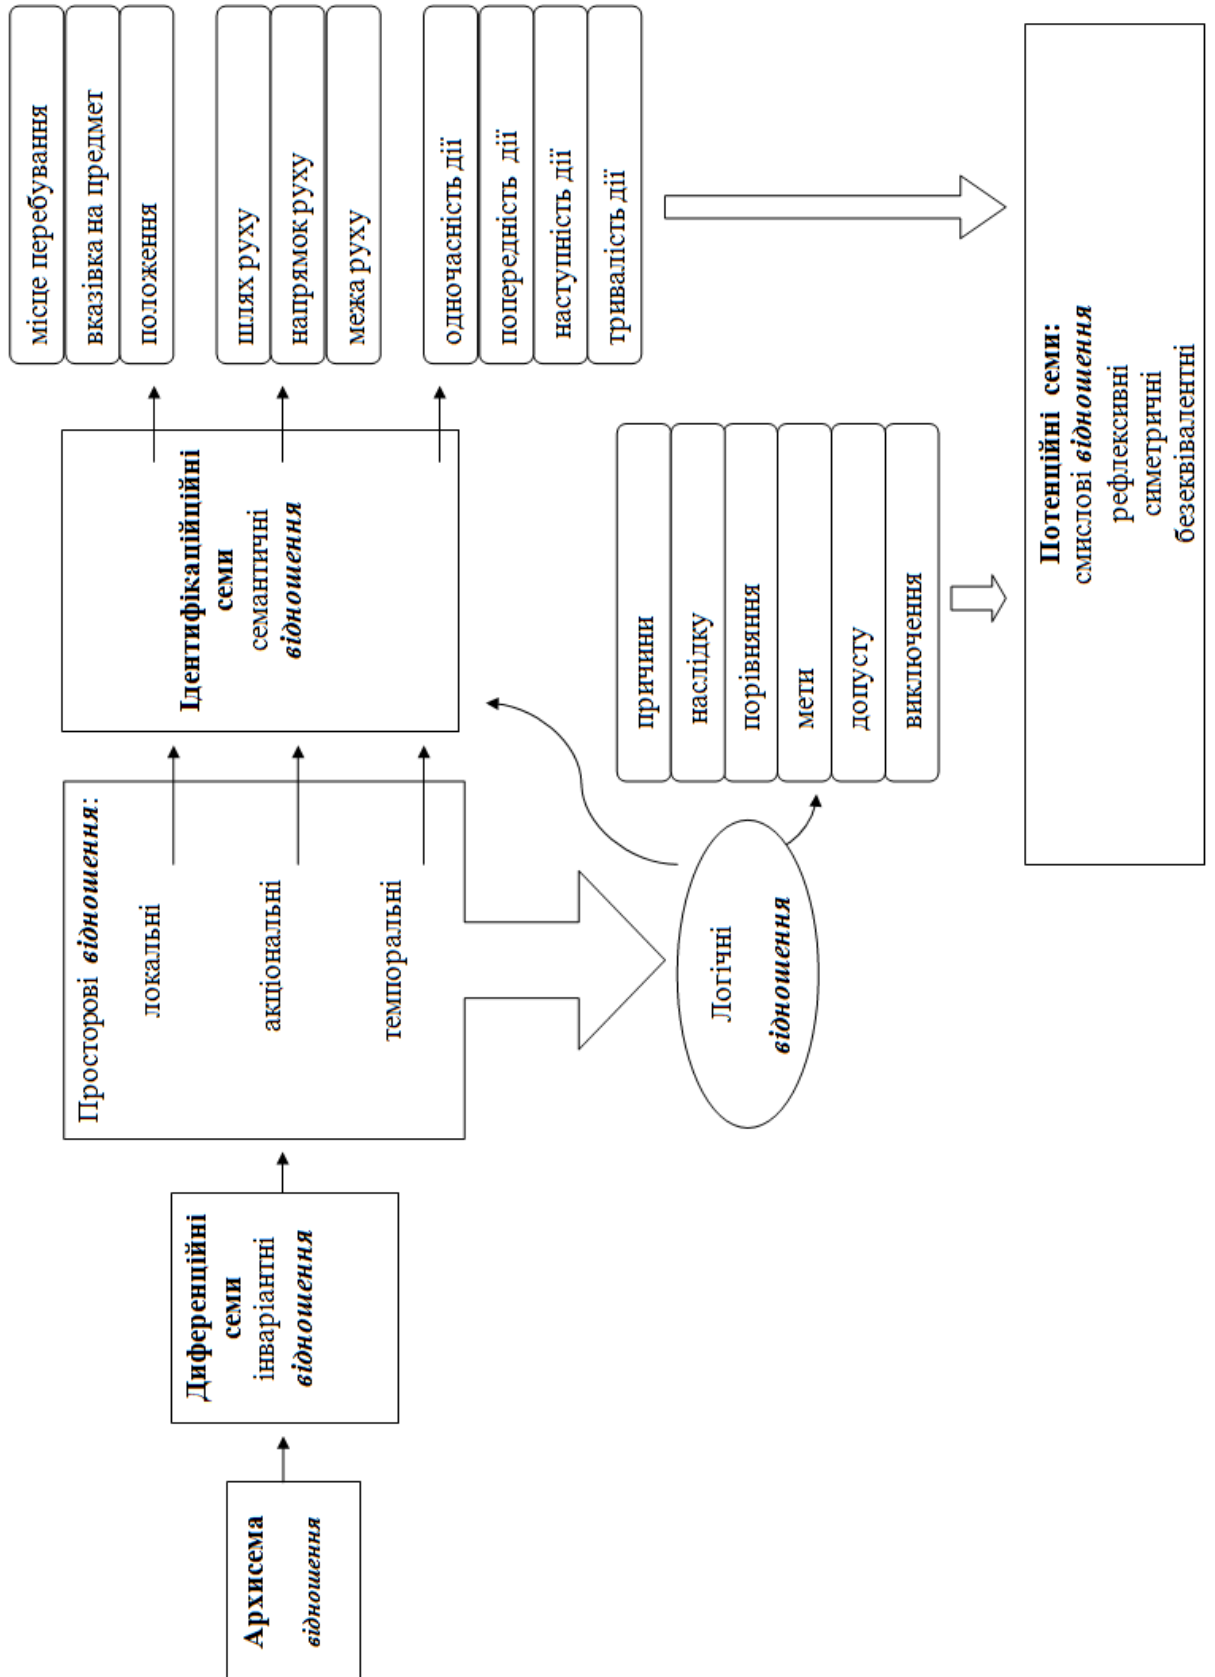 Архисема
відношення
Диференційні
семи
інваріантні
відношення
Просторові відношення:
локальні
акціональні
темпоральні
Ідентифікаційційні
семи
семантичні
відношення
місце перебування
вказівка на предмет
положення
шлях руху
напрямок руху
межа руху
одночасність дії
попередність дії
наступність дії
тривалість дії
Логічні
відношення
причини
наслідку
порівняння
мети
допусту
виключення
Потенційні семи:
смислові відношення
рефлексивні
симетричні
безеквівалентні